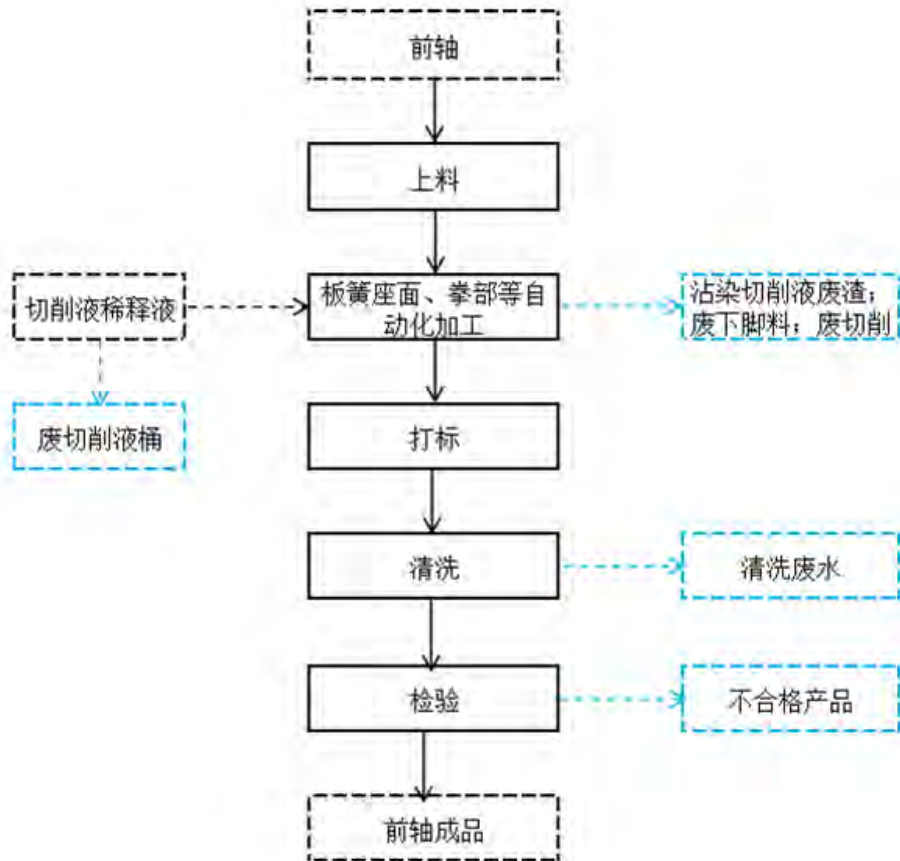 前轴
上料
切削液稀释液
板簧座面、拳部等自
动化加工
沾染切削液废渣；
废下脚料；废切削
废切削液桶
打标
清洗
清洗废水
检验
不合格产品
前轴成品